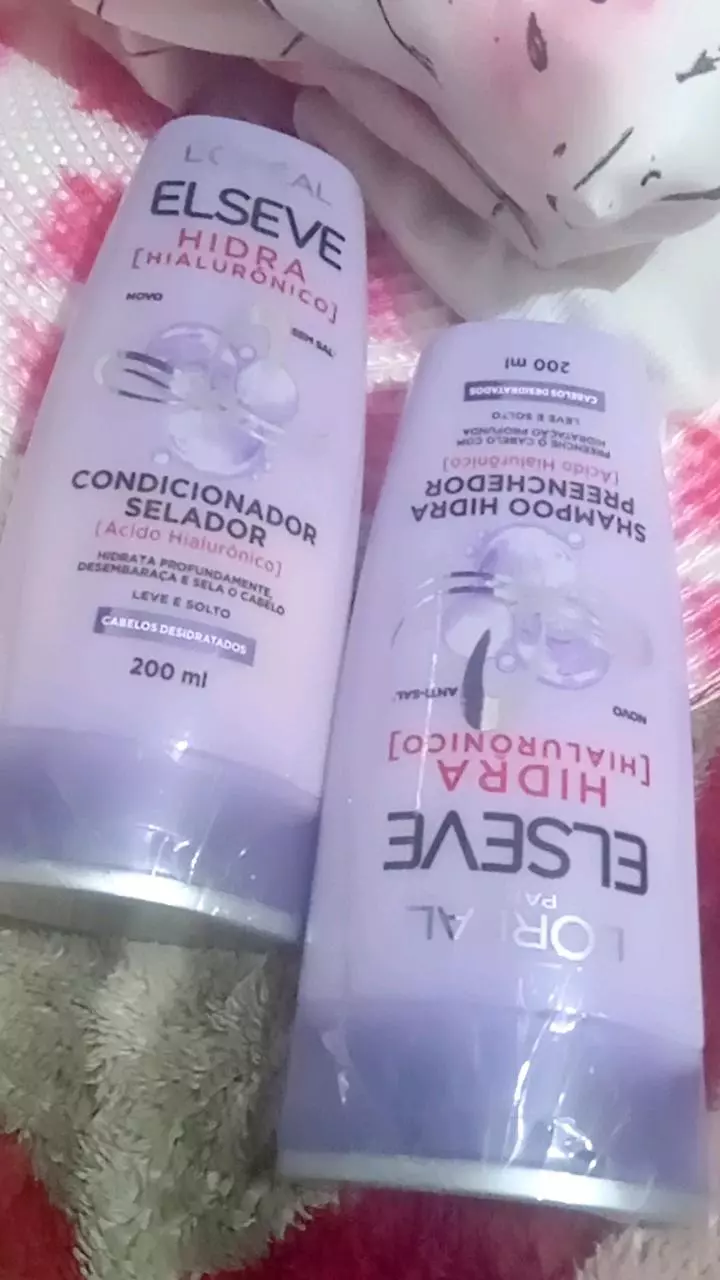 ELSEVE
HIDRA
[HIALURÔNICO]
NOVO
SEM SAL
CONDICIONADOR
SELADOR
[Ácido Hialurônico]
HIDRATA PROFUNDAMENTE,
DESEMBARAÇA E SELA O CABELO
LEVE E SOLTO
CABELOS DESIDRATADOS
200 ml
ELSEVE
HIDRA
[HIALURÔNICO]
NOVO
ANTI-SAL
SHAMPOO HIDRA
PREENCHEDOR
[Ácido Hialurônico]
PREENCHE O CABELO COM
HIDRATAÇÃO PROFUNDA
LEVE E SOLTO
CABELOS DESIDRATADOS
200 ml